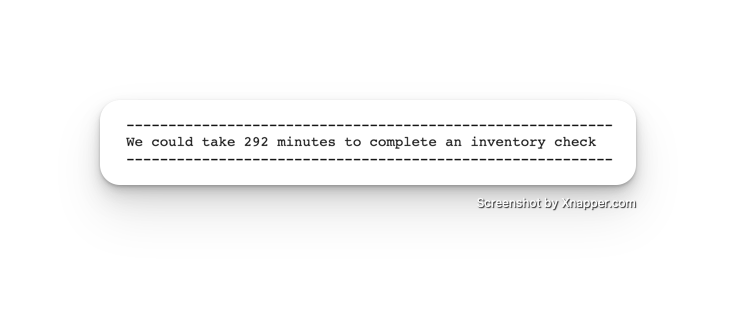 ----------------------------------------------------------
We could take 292 minutes to complete an inventory check
----------------------------------------------------------
Screenshot by Xnapper.com